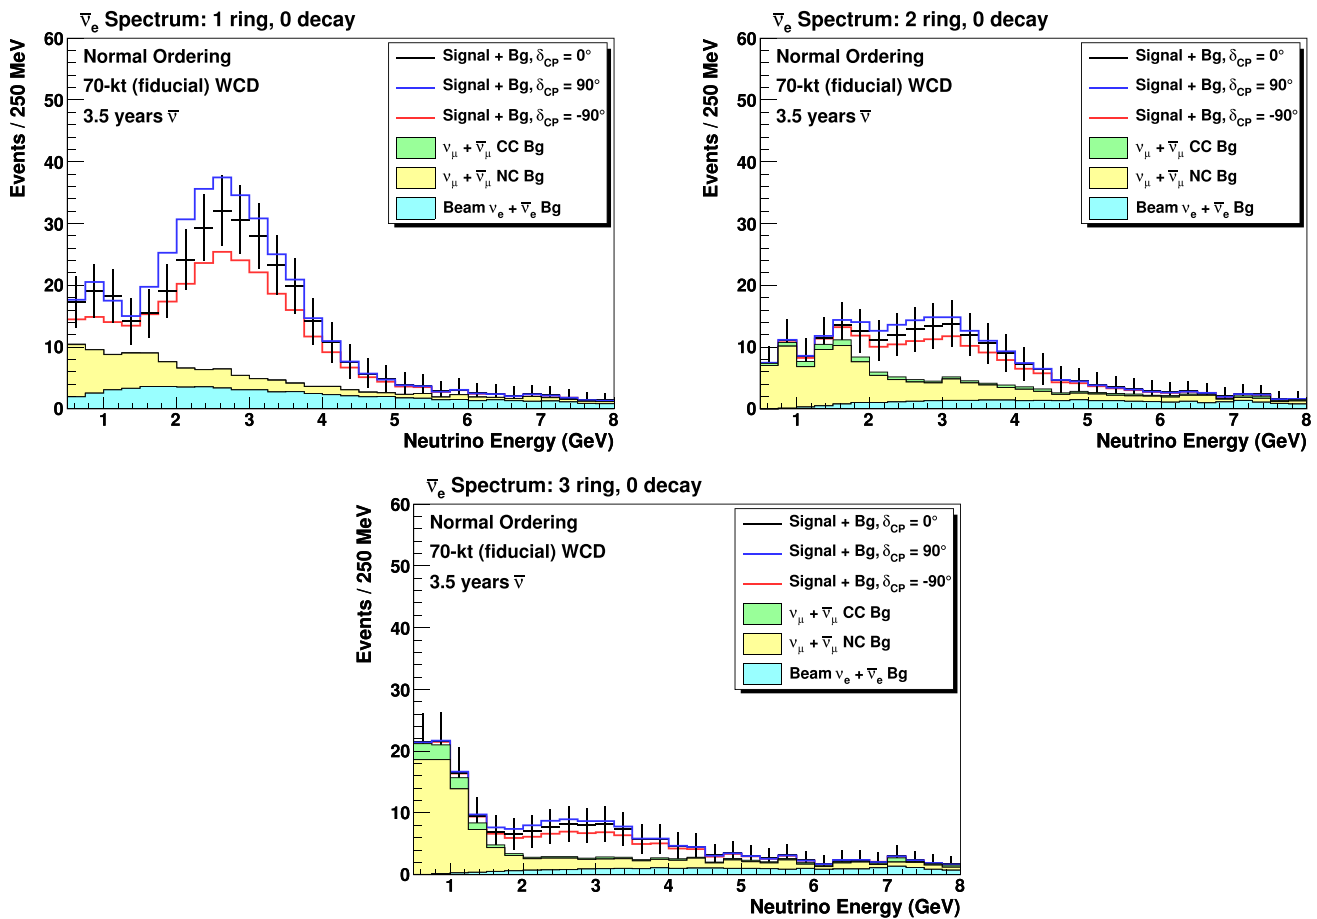 ν̅e Spectrum: 1 ring, 0 decay
Events / 250 MeV
60
50
40
30
20
10
0
Normal Ordering
70-kt (fiducial) WCD
3.5 years ν̅
Signal + Bg, δCP = 0°
Signal + Bg, δCP = 90°
Signal + Bg, δCP = -90°
νμ + ν̅μ CC Bg
νμ + ν̅μ NC Bg
Beam νe + ν̅e Bg
1 2 3 4 5 6 7 8
Neutrino Energy (GeV)
ν̅e Spectrum: 2 ring, 0 decay
Events / 250 MeV
60
50
40
30
20
10
0
Normal Ordering
70-kt (fiducial) WCD
3.5 years ν̅
Signal + Bg, δCP = 0°
Signal + Bg, δCP = 90°
Signal + Bg, δCP = -90°
νμ + ν̅μ CC Bg
νμ + ν̅μ NC Bg
Beam νe + ν̅e Bg
1 2 3 4 5 6 7 8
Neutrino Energy (GeV)
ν̅e Spectrum: 3 ring, 0 decay
Events / 250 MeV
60
50
40
30
20
10
0
Normal Ordering
70-kt (fiducial) WCD
3.5 years ν̅
Signal + Bg, δCP = 0°
Signal + Bg, δCP = 90°
Signal + Bg, δCP = -90°
νμ + ν̅μ CC Bg
νμ + ν̅μ NC Bg
Beam νe + ν̅e Bg
1 2 3 4 5 6 7 8
Neutrino Energy (GeV)